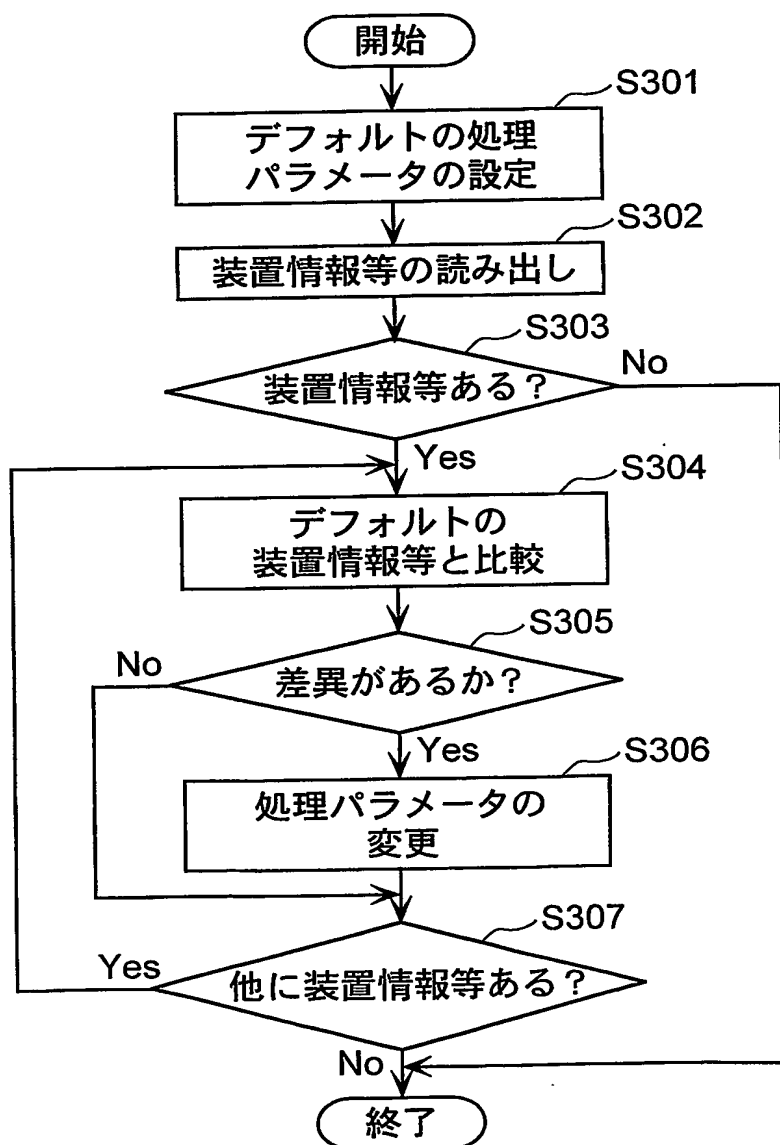 開始
S301
デフォルトの処理
パラメータの設定
S302
装置情報等の読み出し
S303
装置情報等ある?
No
Yes
S304
デフォルトの
装置情報等と比較
S305
No
差異があるか?
Yes
S306
処理パラメータの
変更
S307
Yes
他に装置情報等ある?
No
終了